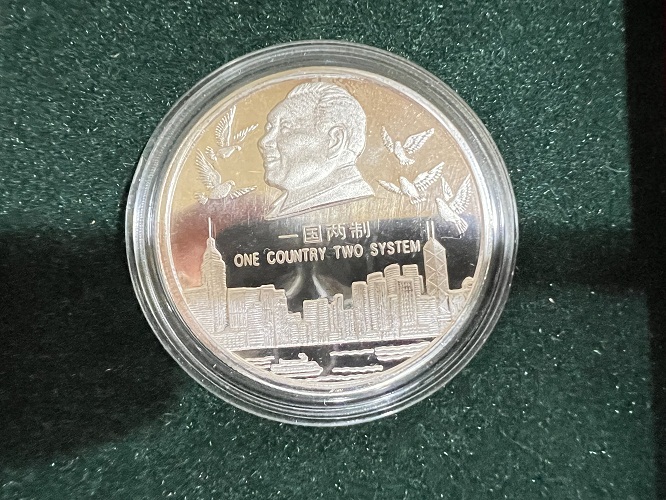 一国两制
ONE COUNTRY TWO SYSTEM